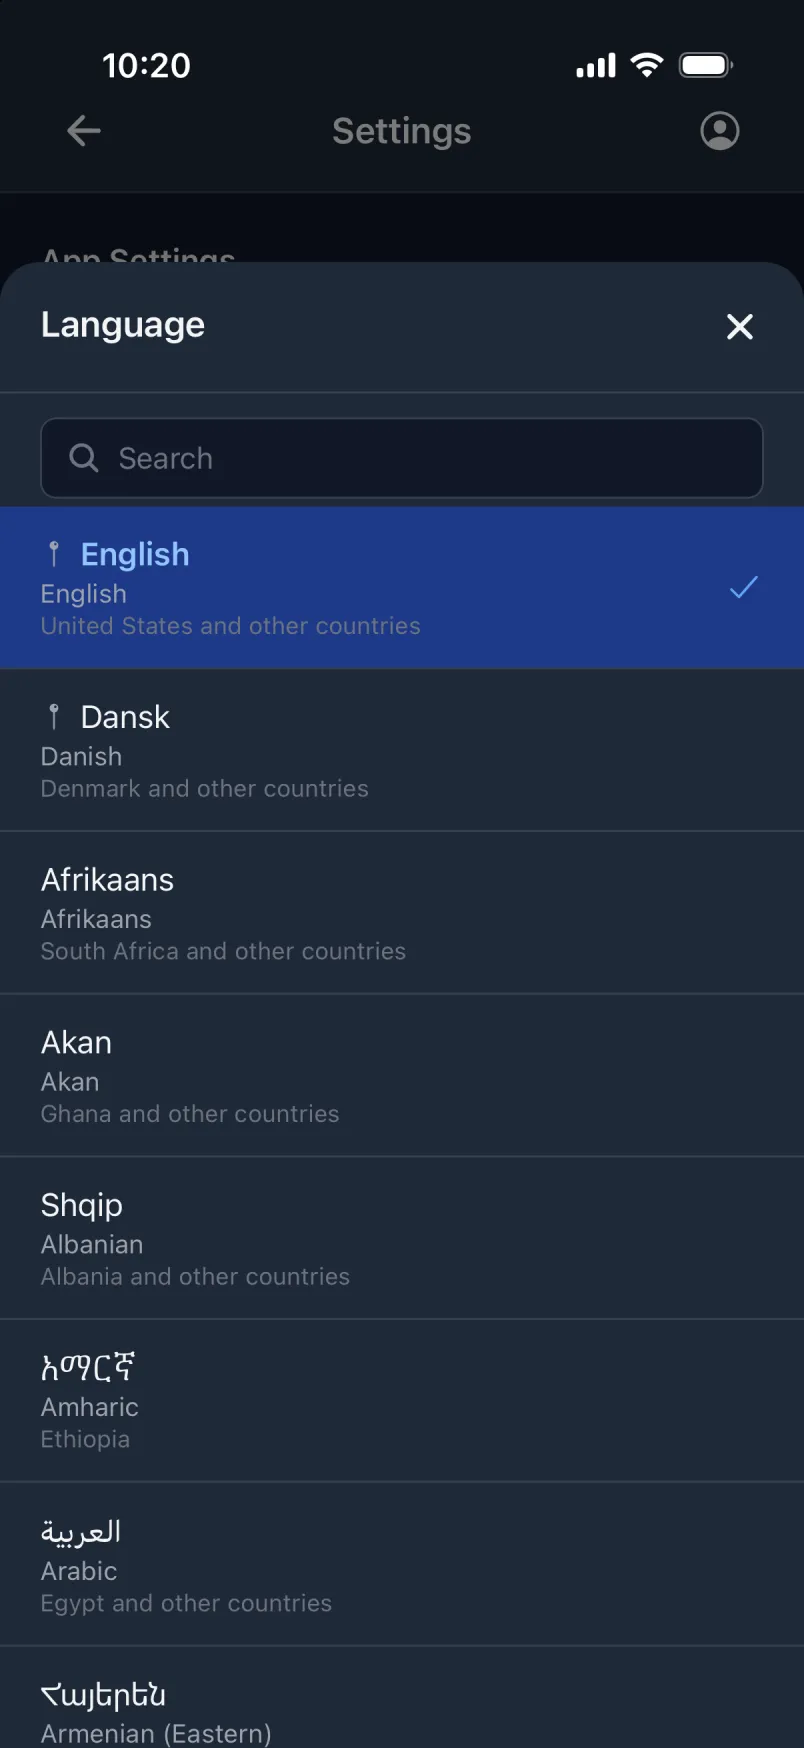 10:20
Settings
App Settings
Language
Search
English
English
United States and other countries
Dansk
Danish
Denmark and other countries
Afrikaans
Afrikaans
South Africa and other countries
Akan
Akan
Ghana and other countries
Shqip
Albanian
Albania and other countries
አማርኛ
Amharic
Ethiopia
العربية
Arabic
Egypt and other countries
Հայերեն
Armenian (Eastern)